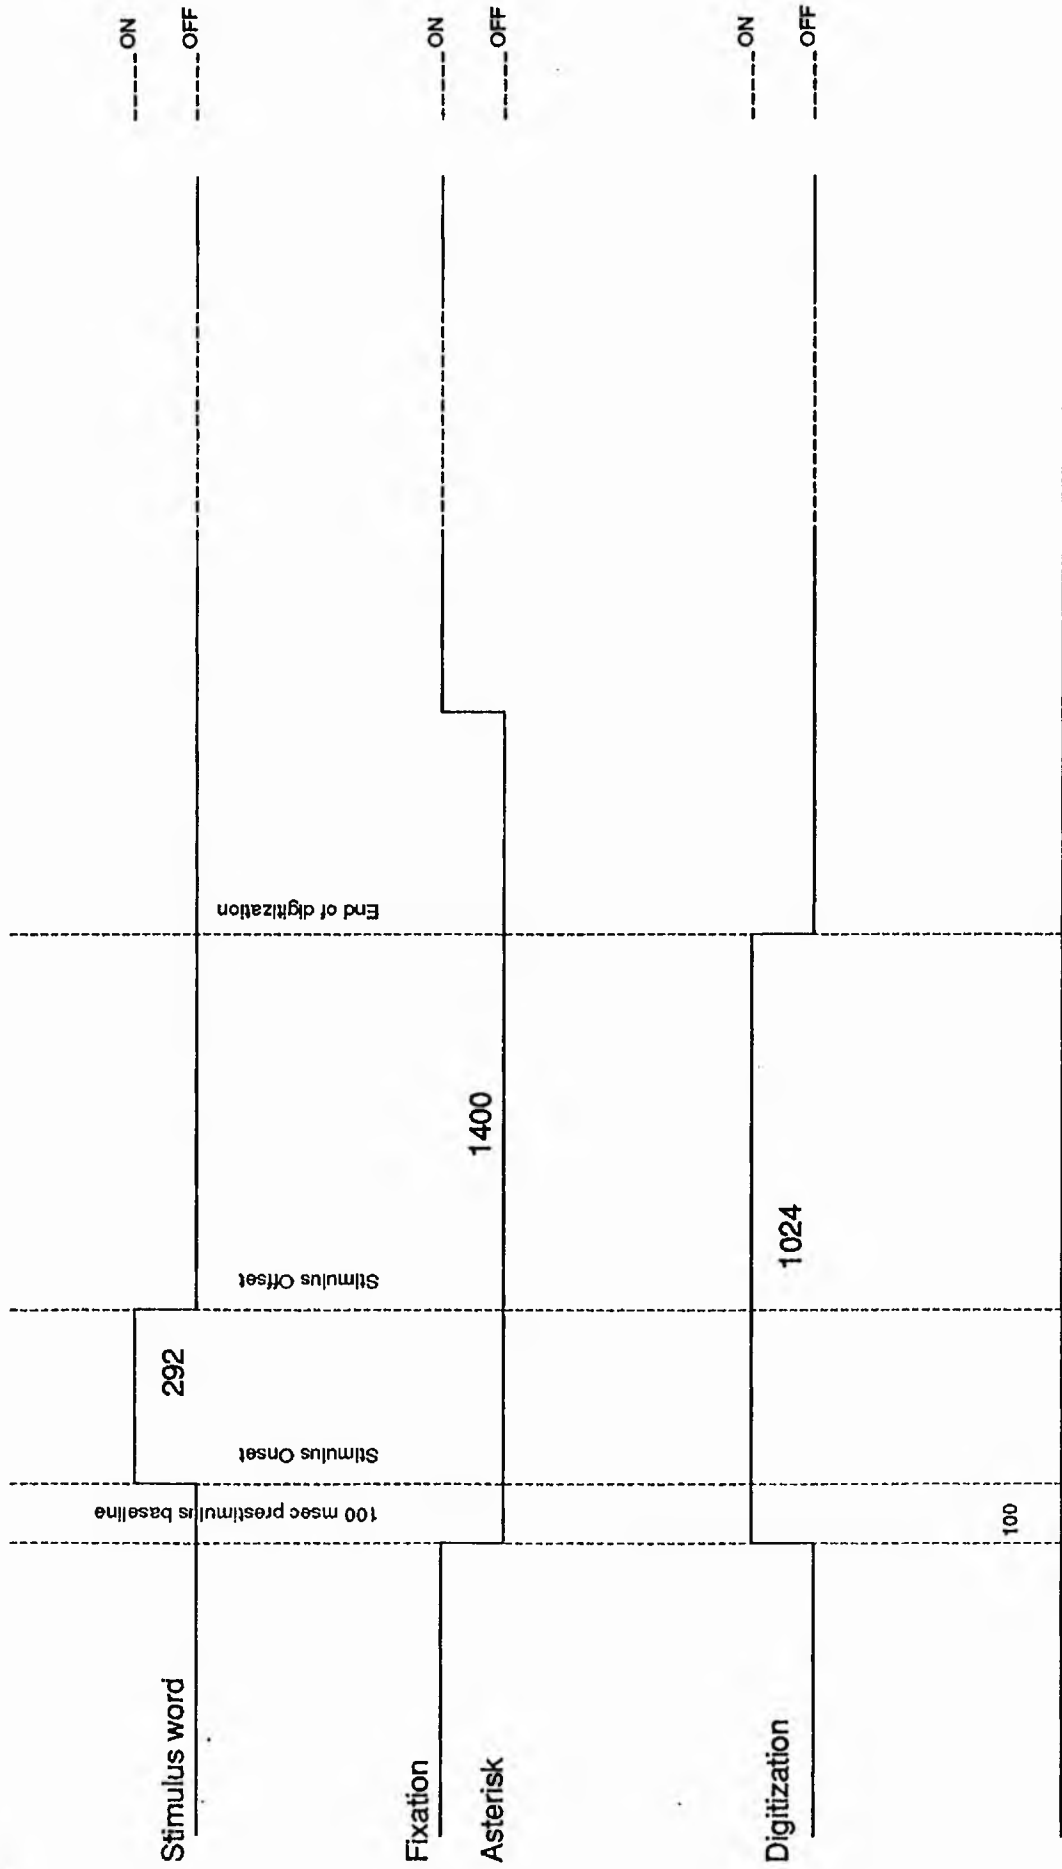 Stimulus word
100 msec prestimulus baseline
Stimulus Onset
292
Stimulus Offset
End of digitization
ON
OFF
Fixation
Asterisk
1400
ON
OFF
Digitization
1024
ON
OFF
100